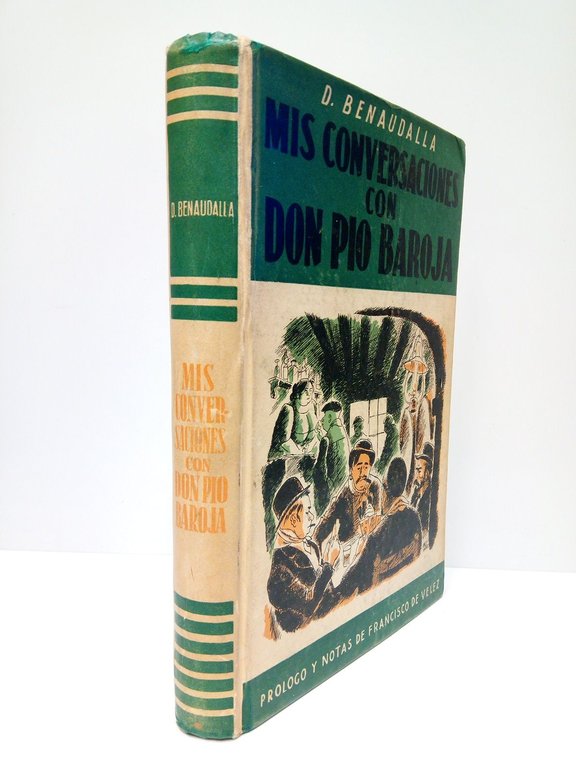 D. BENAUDALLA
MIS
CONVER-
SACIONES
CON
DON PIO
BAROJA
D. BENAUDALLA
MIS CONVERSACIONES
CON
DON PIO BAROJA
PROLOGO Y NOTAS DE FRANCISCO DE VELEZ